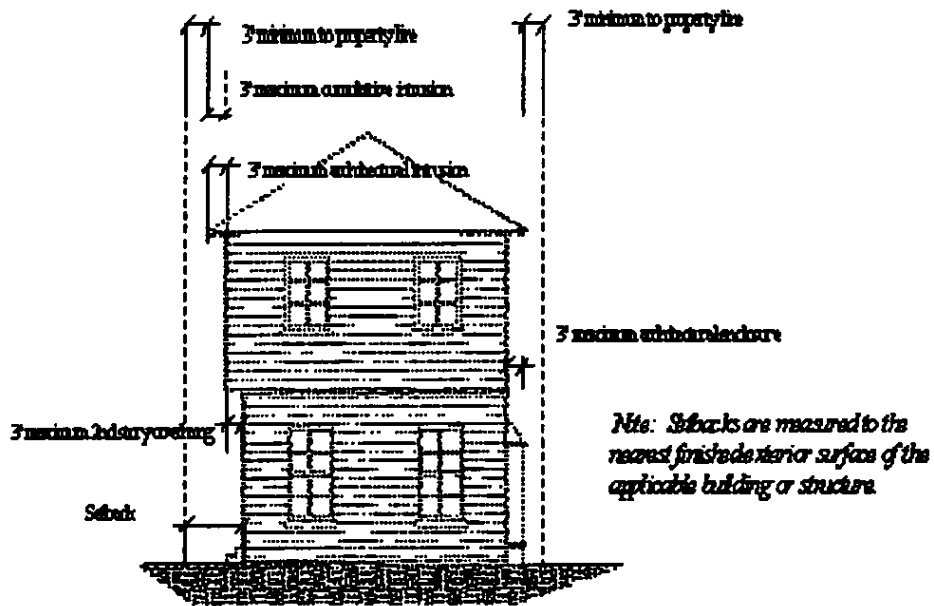 3' minimum to property line
3' minimum to property line
3' maximum cumulative intrusion
3' maximum architectural intrusion
3' maximum architectural enclosure
3' maximum 2nd story overhang
Note: Setbacks are measured to the
nearest finished exterior surface of the
applicable building or structure.
Setback